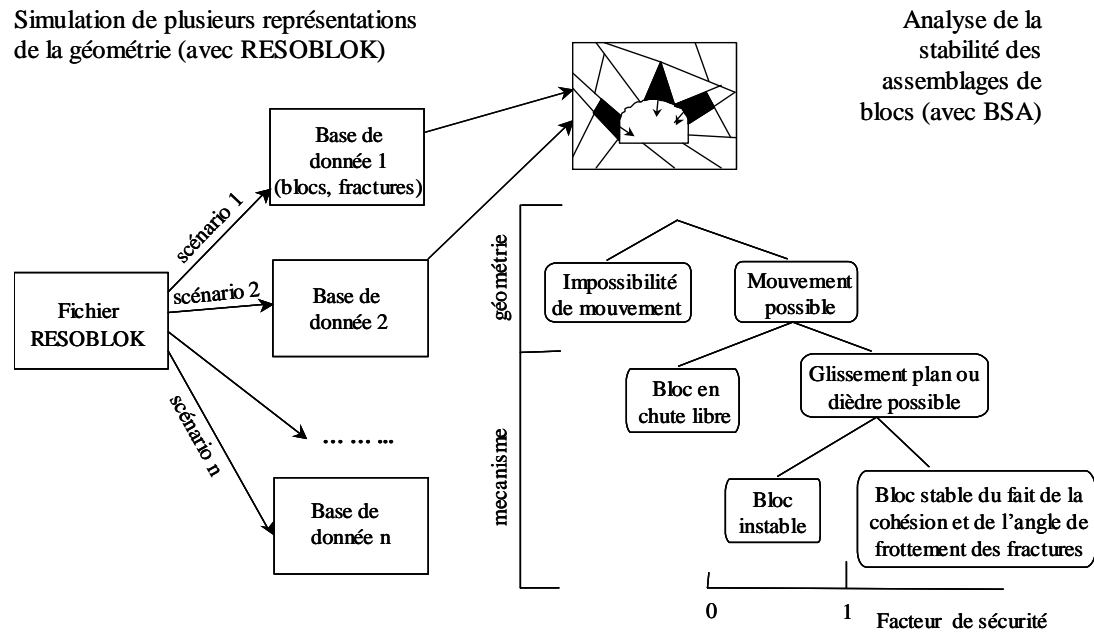 Simulation de plusieurs représentations
de la géométrie (avec RESOBLOK)
Analyse de la
stabilité des
assemblages de
blocs (avec BSA)
Base de
donnée 1
(blocs, fractures)
scénario 1
scénario 2
Base de
donnée 2
Fichier
RESOBLOK
scénario n
... ... ...
Base de
donnée n
géométrie
Impossibilité
de mouvement
Mouvement
possible
mecanisme
Bloc en
chute libre
Glissement plan ou
dièdre possible
Bloc
instable
Bloc stable du fait de la
cohésion et de l'angle de
frottement des fractures
0
1
Facteur de sécurité